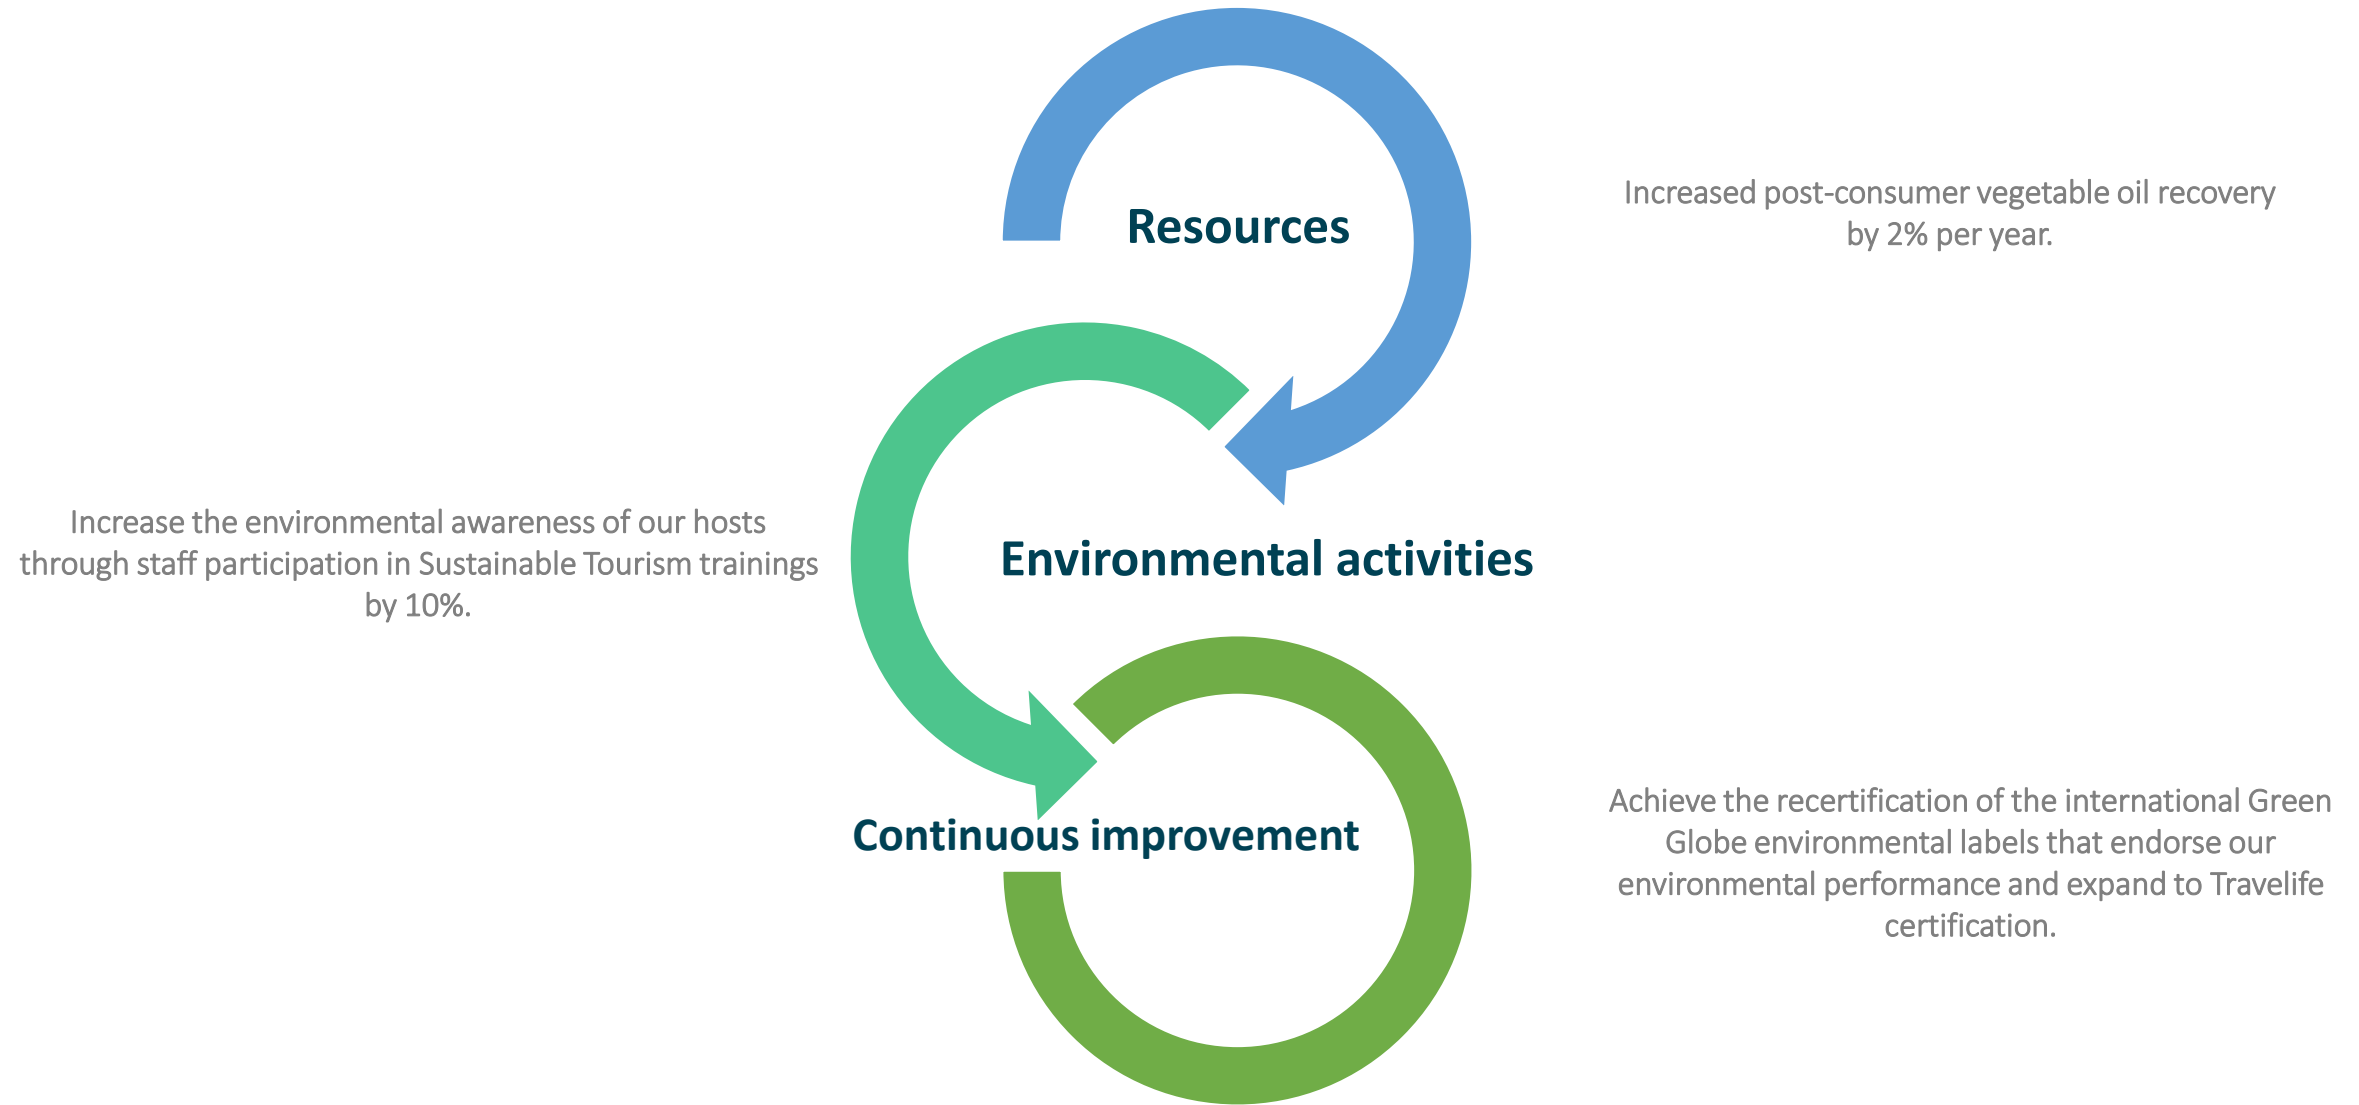 Resources
Increased post-consumer vegetable oil recovery
by 2% per year.
Environmental activities
Increase the environmental awareness of our hosts
through staff participation in Sustainable Tourism trainings
by 10%.
Continuous improvement
Achieve the recertification of the international Green
Globe environmental labels that endorse our
environmental performance and expand to Travelife
certification.